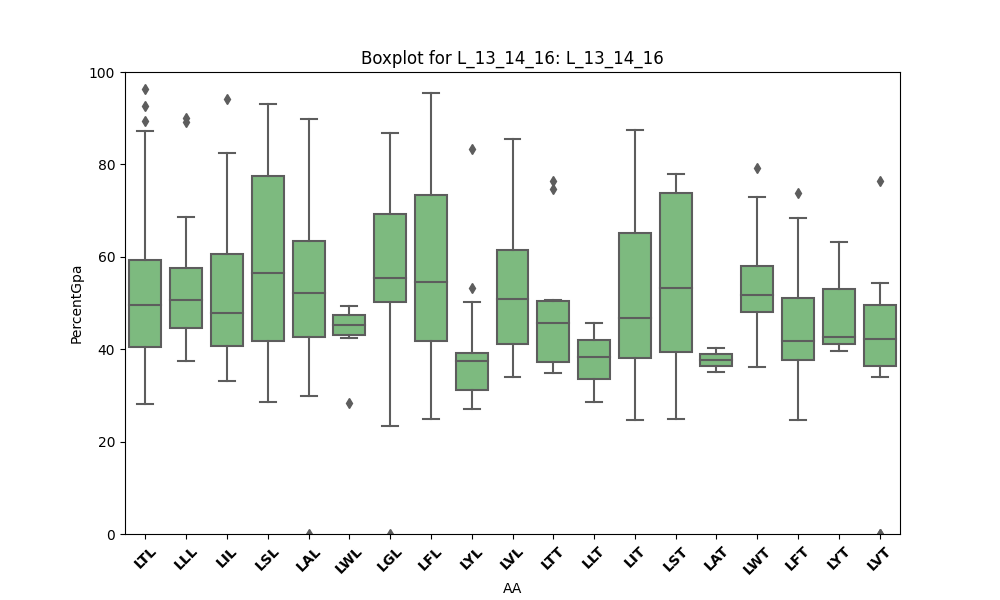 Boxplot for L_13_14_16: L_13_14_16
100
80
60
40
20
0
PercentGpa
LTL LLL LIL LSL LAL LWL LGL LFL LYL LVL LTT LLT LIT LST LAT LWT LFT LYT LVT
AA